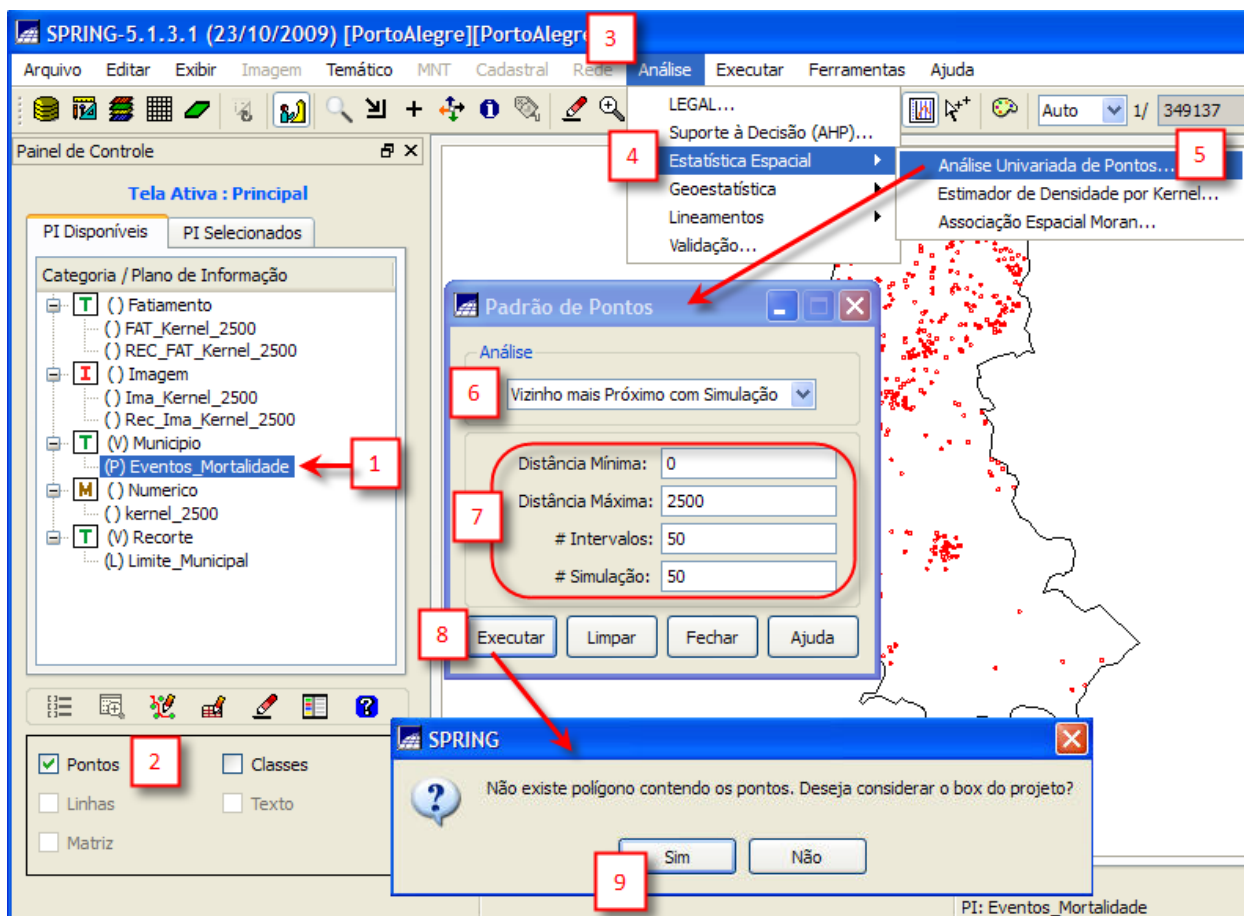 SPRING-5.1.3.1 (23/10/2009) [PortoAlegre][PortoAlegre
3
Arquivo Editar Exibir Imagem Temático MNT Cadastral Rede Análise Executar Ferramentas Ajuda
Auto 1/ 349137
LEGAL...
Suporte à Decisão (AHP)...
4
Estatística Espacial
Geoestatística
Lineamentos
Validação...
Análise Univariada de Pontos...
5
Estimador de Densidade por Kernel...
Associação Espacial Moran...
Painel de Controle
Tela Ativa : Principal
PI Disponíveis PI Selecionados
Categoria / Plano de Informação
T () Fatiamento
() FAT_Kernel_2500
() REC_FAT_Kernel_2500
I () Imagem
() Ima_Kernel_2500
() Rec_Ima_Kernel_2500
T (V) Municipio
(P) Eventos_Mortalidade
1
M () Numerico
() kernel_2500
T (V) Recorte
(L) Limite_Municipal
Padrão de Pontos
Análise
6
Vizinho mais Próximo com Simulação
7
Distância Mínima: 0
Distância Máxima: 2500
# Intervalos: 50
# Simulação: 50
8
Executar Limpar Fechar Ajuda
Pontos 2 Classes
Linhas Texto
Matriz
SPRING
Não existe polígono contendo os pontos. Deseja considerar o box do projeto?
Sim Não
9
PI: Eventos_Mortalidade